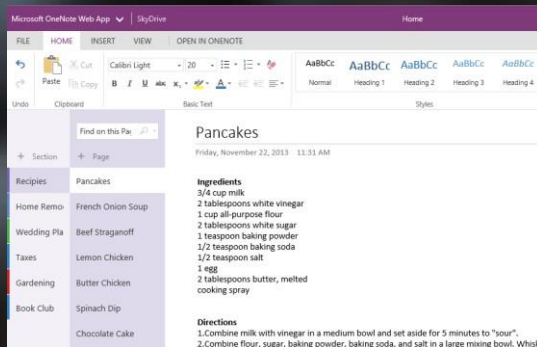 Microsoft OneNote Web App SkyDrive Home
FILE HOME INSERT VIEW OPEN IN ONENOTE
Paste Cut Copy Calibri Light 20
B I U abc x, A
AaBbCc AaBbCc AaBbCc AaBbCc AaBbCc
Normal Heading 1 Heading 2 Heading 3 Heading 4
Undo Clipboard Basic Text Styles
Find on this Pa
+ Section + Page
Recipies
Home Remo
Wedding Pla
Taxes
Gardening
Book Club
Pancakes
French Onion Soup
Beef Straganoff
Lemon Chicken
Butter Chicken
Spinach Dip
Chocolate Cake
Pancakes
Friday, November 22, 2013 11:31 AM
Ingredients
3/4 cup milk
2 tablespoons white vinegar
1 cup all-purpose flour
2 tablespoons white sugar
1 teaspoon baking powder
1/2 teaspoon baking soda
1/2 teaspoon salt
1 egg
2 tablespoons butter, melted
cooking spray
Directions
1.Combine milk with vinegar in a medium bowl and set aside for 5 minutes to "sour".
2.Combine flour, sugar, baking powder, baking soda, and salt in a large mixing bowl. Whisk